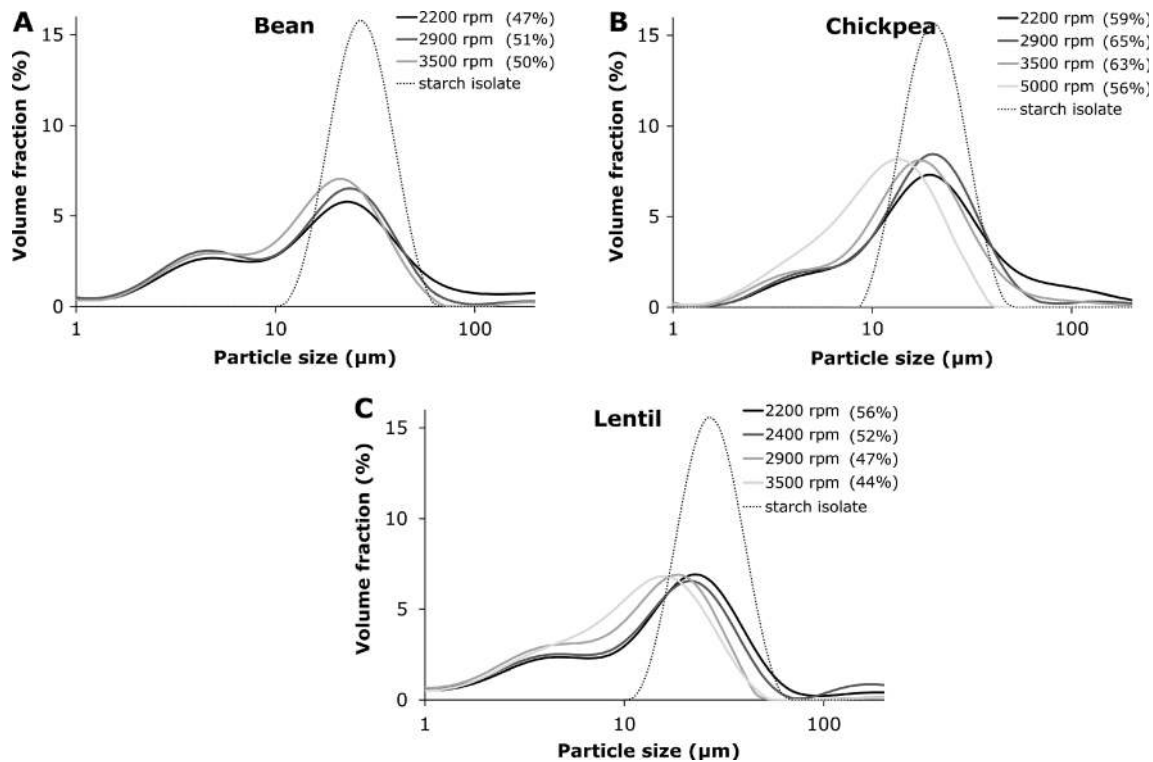 A
Bean
2200 rpm (47%)
2900 rpm (51%)
3500 rpm (50%)
starch isolate
Volume fraction (%)
15
10
5
0
1
10
100
Particle size (µm)
B
Chickpea
2200 rpm (59%)
2900 rpm (65%)
3500 rpm (63%)
5000 rpm (56%)
starch isolate
Volume fraction (%)
15
10
5
0
1
10
100
Particle size (µm)
C
Lentil
2200 rpm (56%)
2400 rpm (52%)
2900 rpm (47%)
3500 rpm (44%)
starch isolate
Volume fraction (%)
15
10
5
0
1
10
100
Particle size (µm)